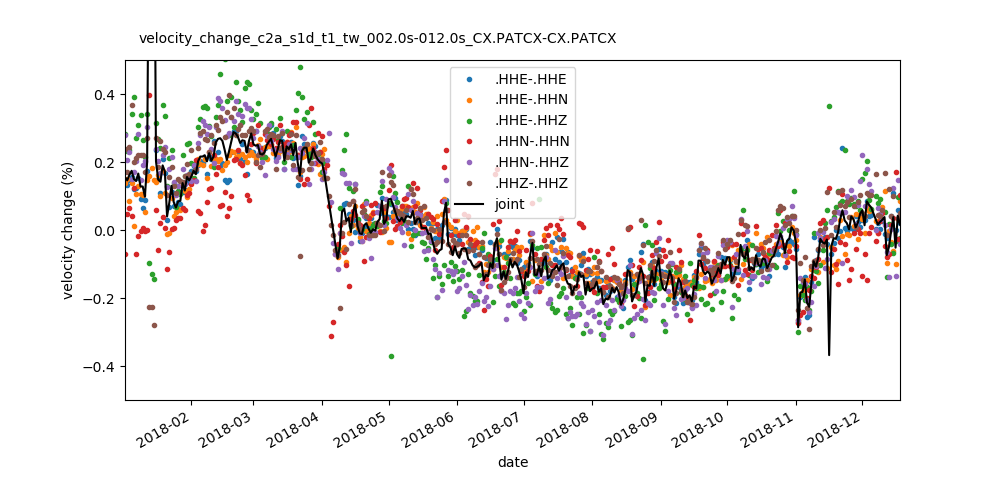 velocity_change_c2a_s1d_t1_tw_002.0s-012.0s_CX.PATCX-CX.PATCX
.HHE-.HHE
.HHE-.HHN
.HHE-.HHZ
.HHN-.HHN
.HHN-.HHZ
.HHZ-.HHZ
joint
velocity change (%)
0.4
0.2
0.0
−0.2
−0.4
2018-02
2018-03
2018-04
2018-05
2018-06
2018-07
2018-08
2018-09
2018-10
2018-11
2018-12
date